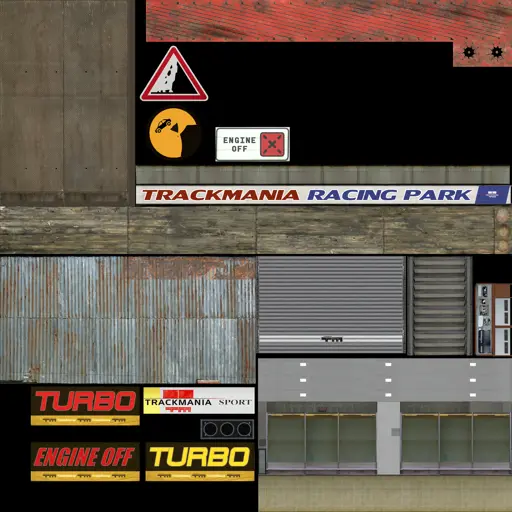 ENGINE
OFF
TRACKMANIA RACING PARK
TURBO
TRACKMANIA SPORT
ENGINE OFF
TURBO